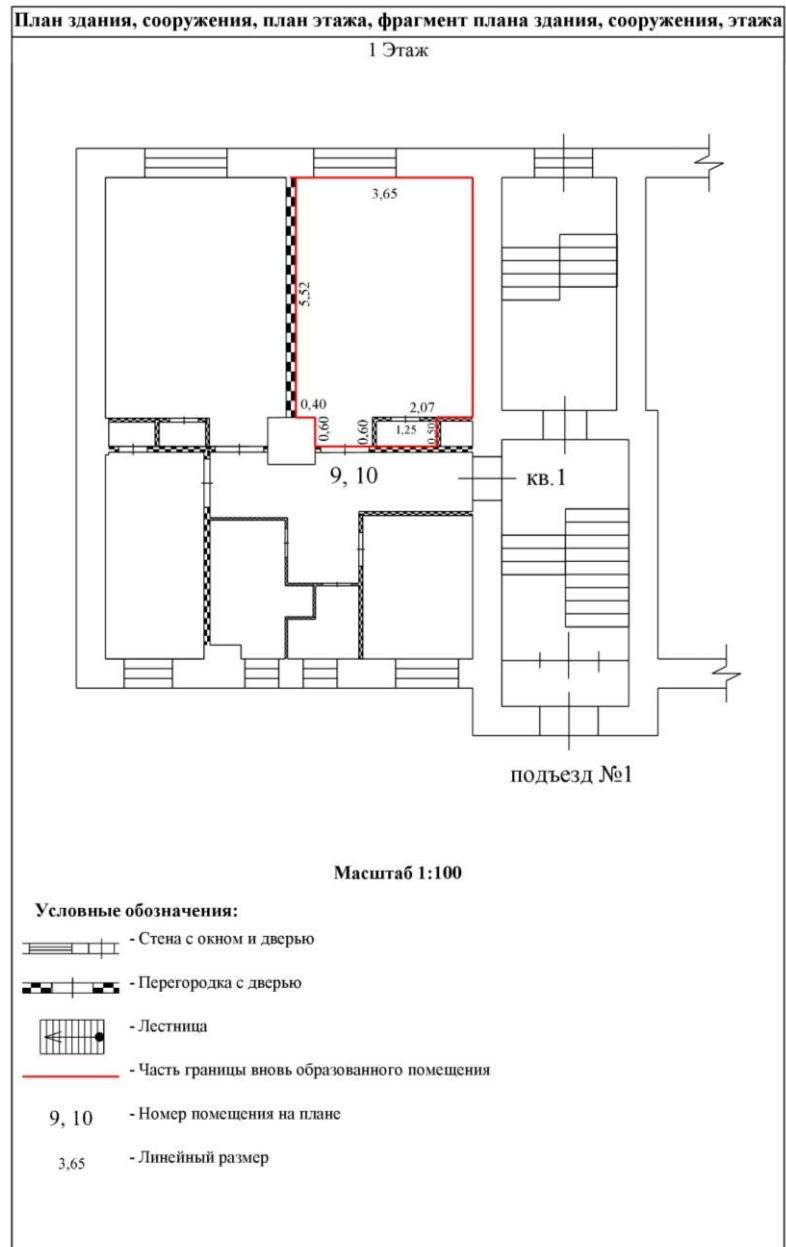 План здания, сооружения, план этажа, фрагмент плана здания, сооружения, этажа
1 Этаж
3,65
5,52
0,40
2,07
0,60
0,60
1,25
0,50
9, 10
кв.1
подъезд №1
Масштаб 1:100
Условные обозначения:
- Стена с окном и дверью
- Перегородка с дверью
- Лестница
- Часть границы вновь образованного помещения
9, 10 - Номер помещения на плане
3,65 - Линейный размер